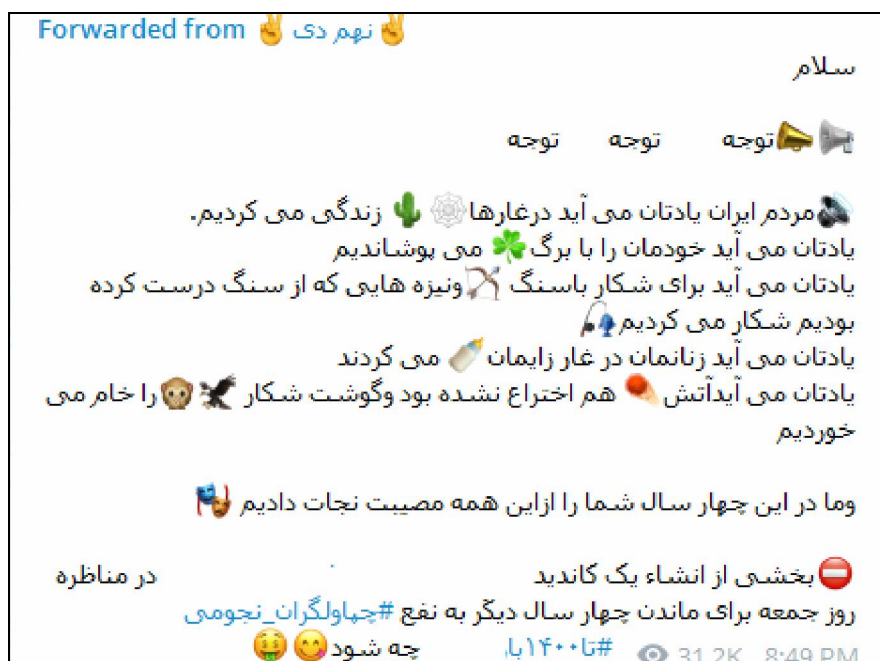 Forwarded from ✌️ نهم دی ✌️
سلام
📢📣توجه توجه توجه
🔊مردم ایران یادتان می آید درغارها🕸🌵 زندگی می کردیم.
یادتان می آید خودمان را با برگ☘️ می پوشاندیم
یادتان می آید برای شکار باسنگ 🏹ونیزه هایی که از سنگ درست کرده
بودیم شکار می کردیم🎣
یادتان می آید زنانمان در غار زایمان🍼 می کردند
یادتان می آیدآتش☄️ هم اختراع نشده بود وگوشت شکار 🦅🐵را خام می
خوردیم
وما در این چهار سال شما را ازاین همه مصیبت نجات دادیم 🎭
⛔️بخشی از انشاء یک کاندید در مناظره
روز جمعه برای ماندن چهار سال دیگر به نفع #چپاولگران_نجومی
#تا۱۴۰۰با چه شود😋🤑
31.2K 8:49 PM